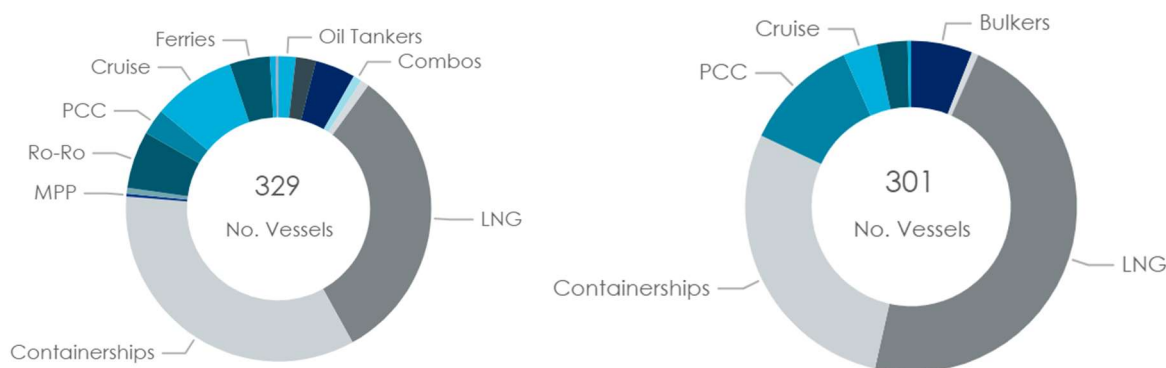 Ferries
Oil Tankers
Cruise
Combos
PCC
Ro-Ro
MPP
329
No. Vessels
LNG
Containerships
Cruise
Bulkers
PCC
301
No. Vessels
LNG
Containerships